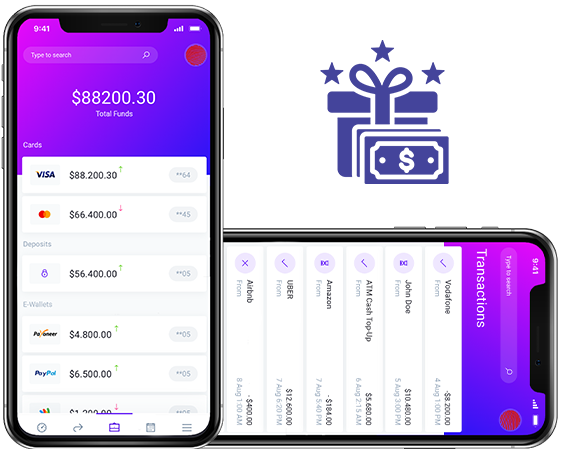 9:41
Type to search
$88200.30
Total Funds
Cards
VISA $88.200.30 **64
$66.400.00 **45
Deposits
$56.400.00 **05
E-Wallets
Payoneer $4.800.00 **05
PayPal $6.500.00 **05
$1.200.00
$
9:41
Type to search
Transactions
Vodafone -$8.200.00
From 4 Aug 1:00 PM
John Doe $10.480.00
From 5 Aug 3:00 PM
ATM Cash Top-Up $5.680.00
From 6 Aug 2:15 AM
Amazon - $184.00
From 7 Aug 5:40 PM
UBER $12.600.00
From 7 Aug 6:20 PM
Airbnb - $400.00
From 8 Aug 1:00 AM